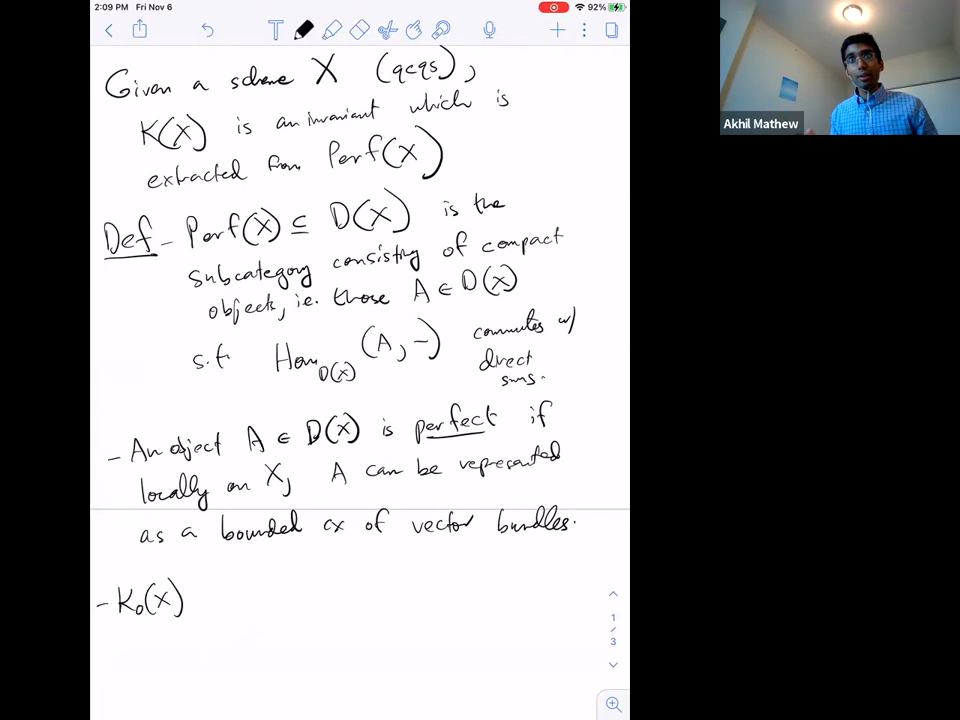 2:09 PM Fri Nov 6
92%
Given a scheme X (qcqs),
K(X) is an invariant which is
extracted from Perf(X)
Def - Perf(X) ⊆ D(X) is the
subcategory consisting of compact
objects, i.e. those A ∈ D(X)
s.t. Hom_{D(X)} (A, -) commutes w/
direct
sums.
- An object A ∈ D(X) is perfect if
locally on X, A can be represented
as a bounded cx of vector bundles.
- K₀(X)
1
/
3
Akhil Mathew